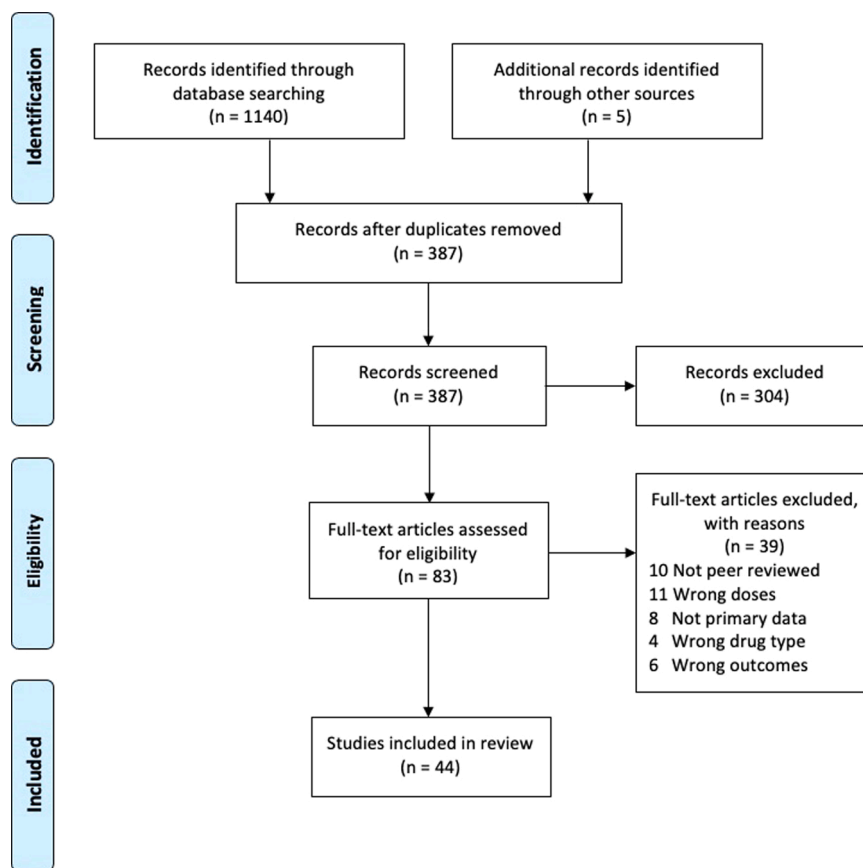 Identification
Records identified through
database searching
(n = 1140)
Additional records identified
through other sources
(n = 5)
Records after duplicates removed
(n = 387)
Screening
Records screened
(n = 387)
Records excluded
(n = 304)
Eligibility
Full-text articles assessed
for eligibility
(n = 83)
Full-text articles excluded,
with reasons
(n = 39)
10 Not peer reviewed
11 Wrong doses
8 Not primary data
4 Wrong drug type
6 Wrong outcomes
Included
Studies included in review
(n = 44)